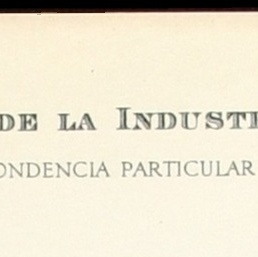 DE LA INDUSTR
ONDENCIA PARTICULAR